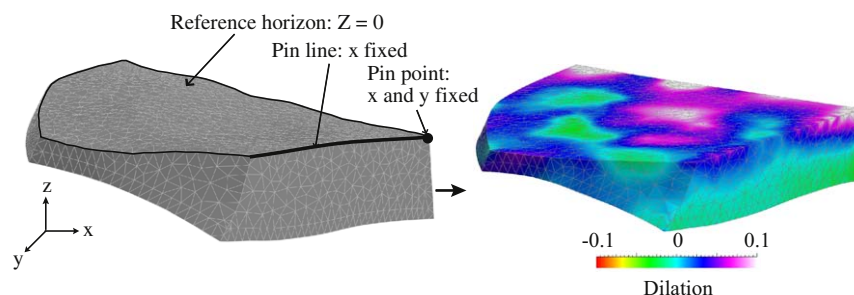 Reference horizon: Z = 0
Pin line: x fixed
Pin point:
x and y fixed
z
x
y
-0.1 0 0.1
Dilation